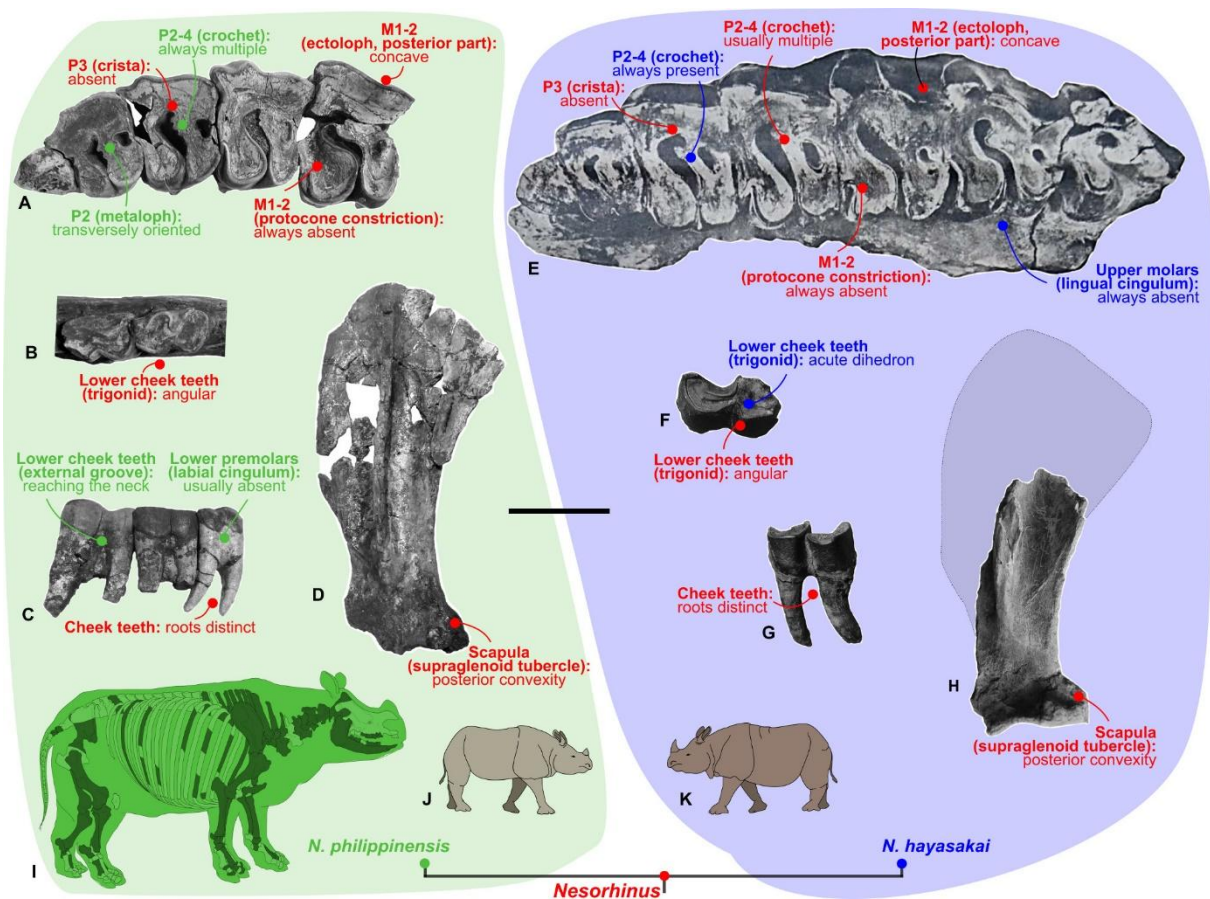 P2-4 (crochet):
always multiple
M1-2
(ectoloph, posterior part):
concave
P3 (crista):
absent
A
P2 (metaloph):
transversely oriented
M1-2
(protocone constriction):
always absent
B
Lower cheek teeth
(trigonid): angular
Lower cheek teeth
(external groove):
reaching the neck
Lower premolars
(labial cingulum):
usually absent
C
Cheek teeth: roots distinct
D
Scapula
(supraglenoid tubercle):
posterior convexity
I
J
N. philippinensis
P2-4 (crochet):
usually multiple
M1-2 (ectoloph,
posterior part): concave
P2-4 (crochet):
always present
P3 (crista):
absent
E
M1-2
(protocone constriction):
always absent
Upper molars
(lingual cingulum):
always absent
Lower cheek teeth
(trigonid): acute dihedron
F
Lower cheek teeth
(trigonid): angular
Cheek teeth:
roots distinct
G
H
Scapula
(supraglenoid tubercle):
posterior convexity
K
N. hayasakai
Nesorhinus